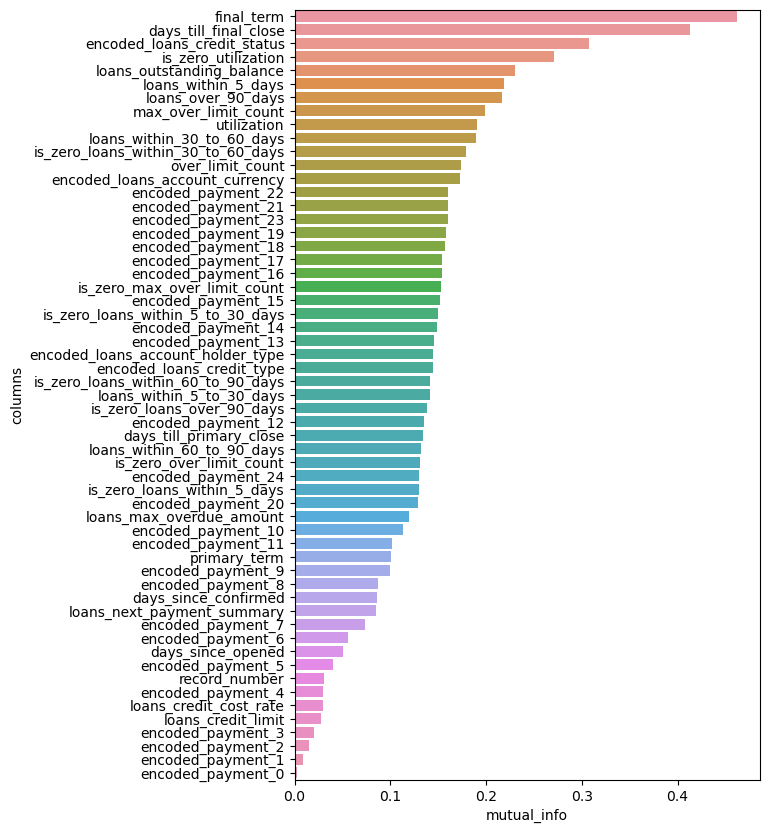 final_term
days_till_final_close
encoded_loans_credit_status
is_zero_utilization
loans_outstanding_balance
loans_within_5_days
loans_over_90_days
max_over_limit_count
utilization
loans_within_30_to_60_days
is_zero_loans_within_30_to_60_days
over_limit_count
encoded_loans_account_currency
encoded_payment_22
encoded_payment_21
encoded_payment_23
encoded_payment_19
encoded_payment_18
encoded_payment_17
encoded_payment_16
is_zero_max_over_limit_count
encoded_payment_15
is_zero_loans_within_5_to_30_days
encoded_payment_14
encoded_payment_13
encoded_loans_account_holder_type
encoded_loans_credit_type
is_zero_loans_within_60_to_90_days
loans_within_5_to_30_days
is_zero_loans_over_90_days
encoded_payment_12
days_till_primary_close
loans_within_60_to_90_days
is_zero_over_limit_count
encoded_payment_24
is_zero_loans_within_5_days
encoded_payment_20
loans_max_overdue_amount
encoded_payment_10
encoded_payment_11
primary_term
encoded_payment_9
encoded_payment_8
days_since_confirmed
loans_next_payment_summary
encoded_payment_7
encoded_payment_6
days_since_opened
encoded_payment_5
record_number
encoded_payment_4
loans_credit_cost_rate
loans_credit_limit
encoded_payment_3
encoded_payment_2
encoded_payment_1
encoded_payment_0
columns
0.0 0.1 0.2 0.3 0.4
mutual_info